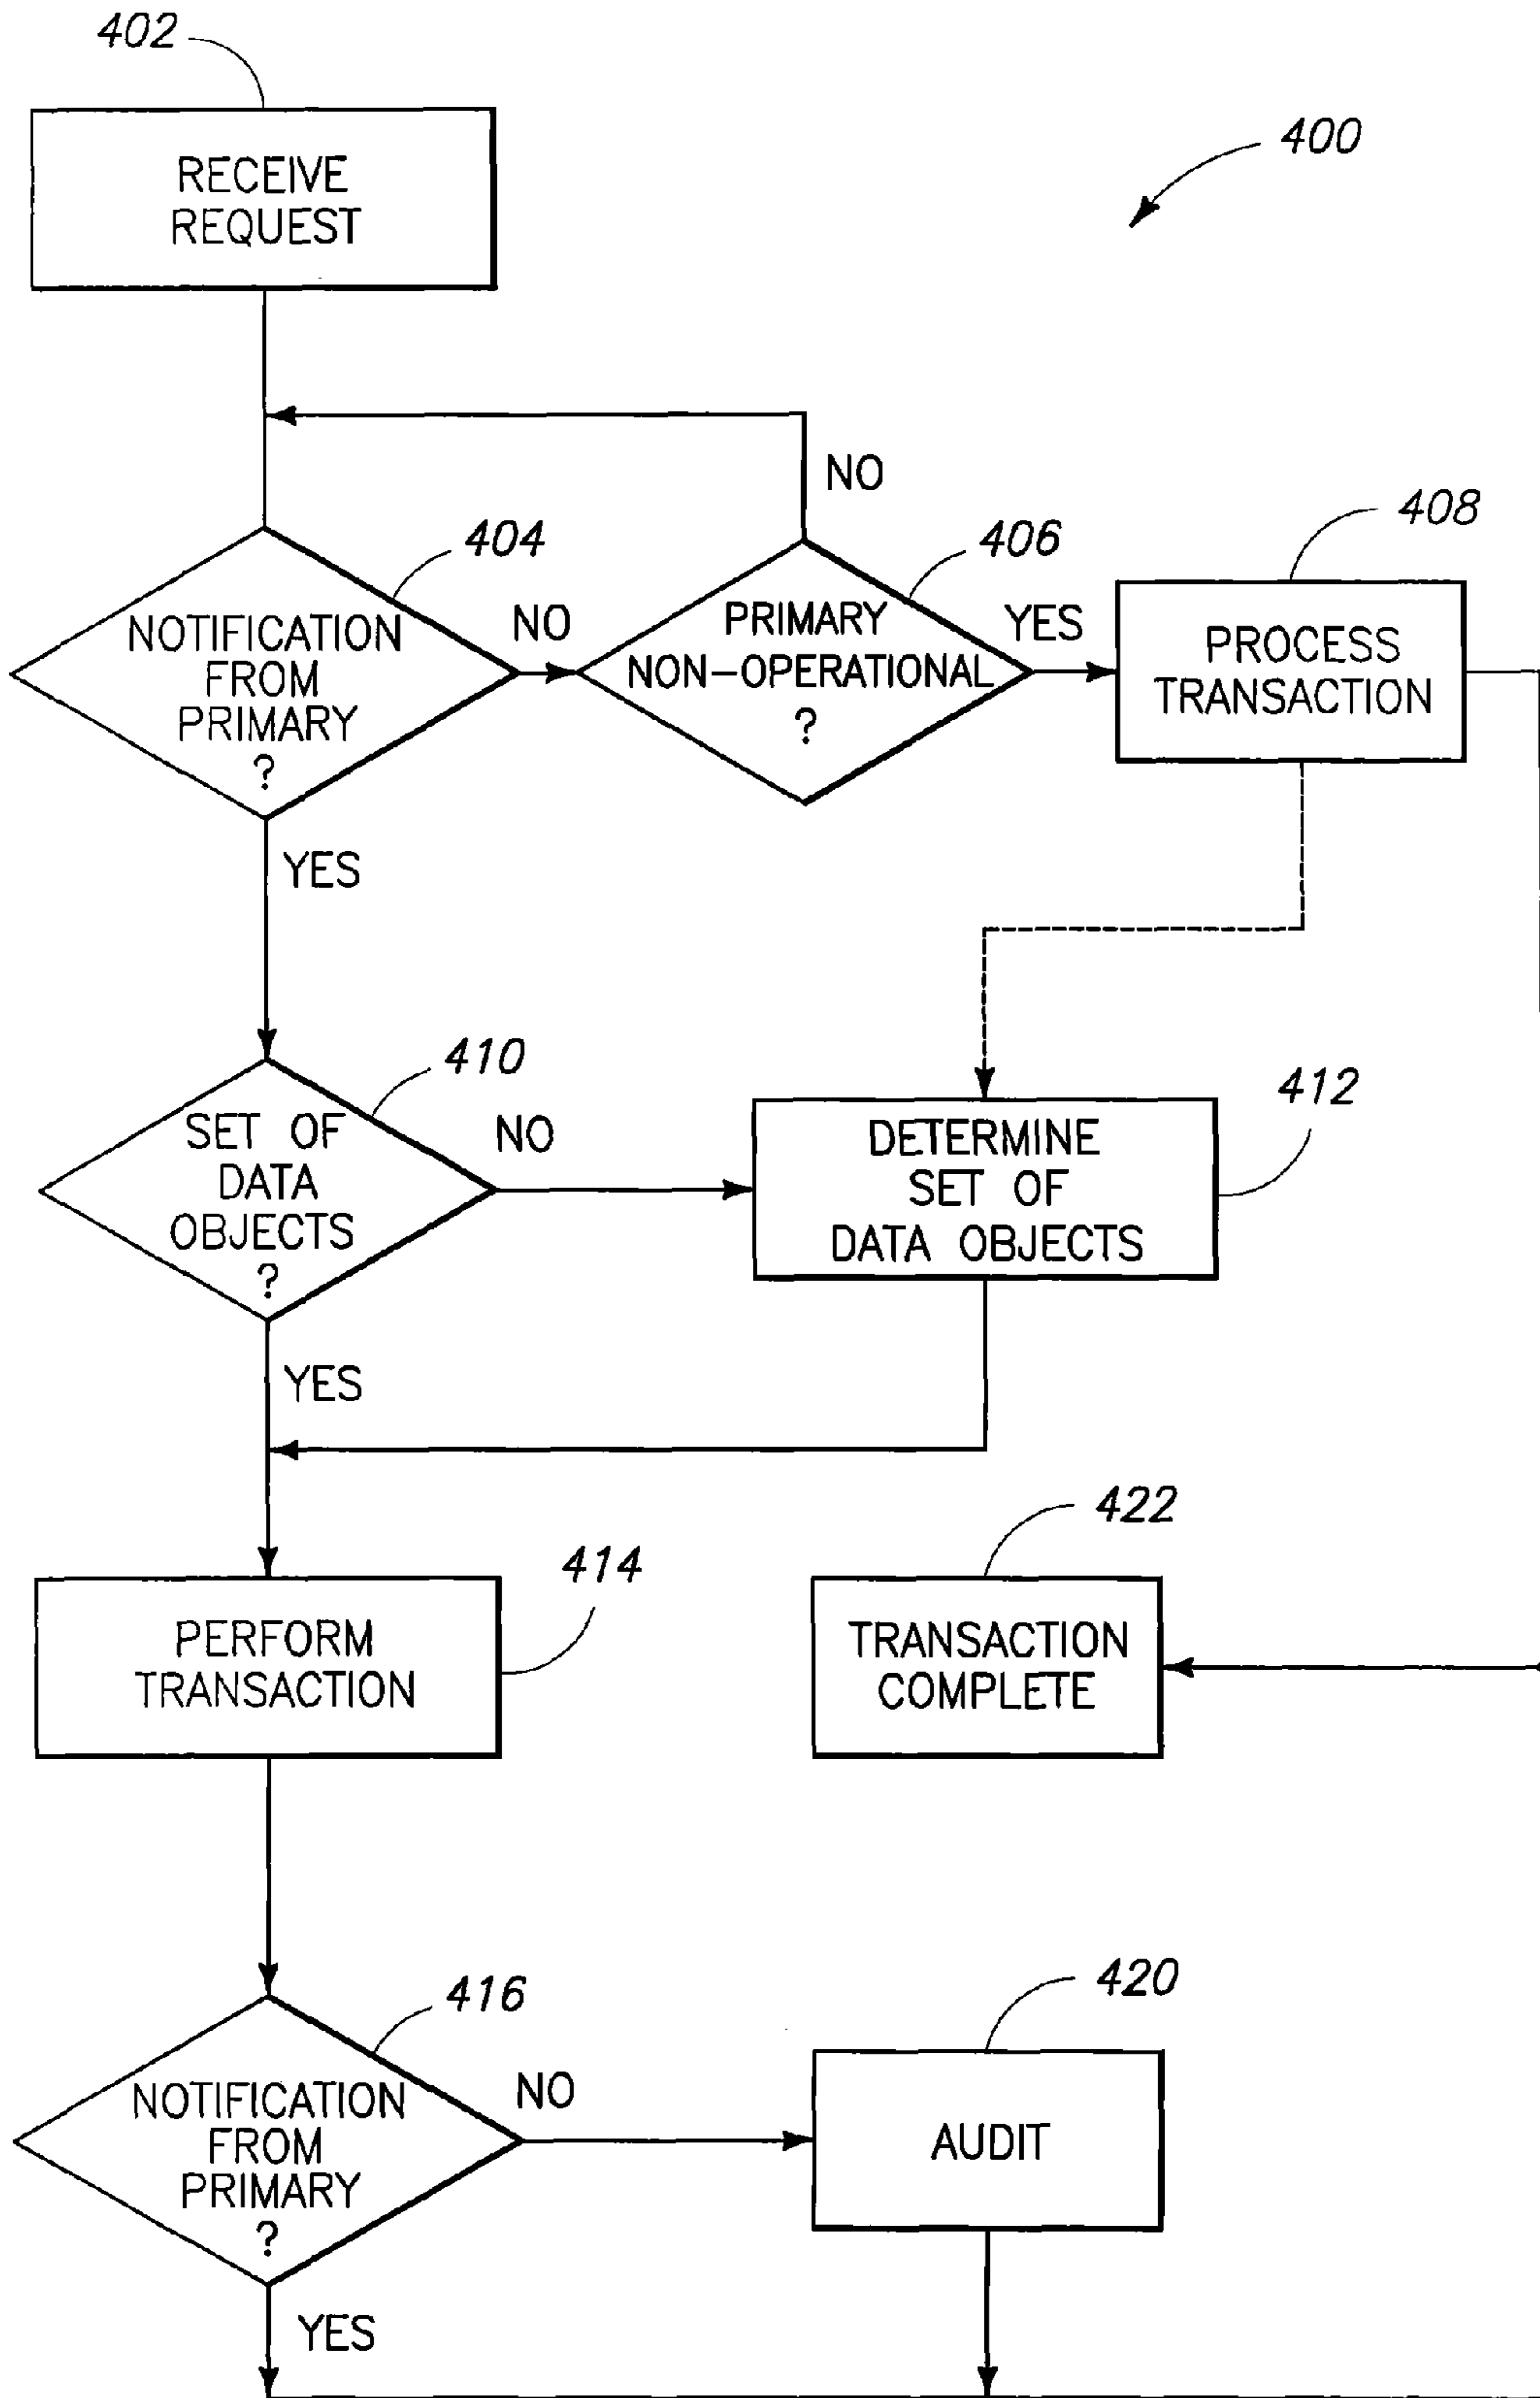 402
RECEIVE
REQUEST
400
NO
404
NOTIFICATION
FROM
PRIMARY
?
NO
406
PRIMARY
NON-OPERATIONAL
?
YES
408
PROCESS
TRANSACTION
YES
410
SET OF
DATA
OBJECTS
?
NO
412
DETERMINE
SET OF
DATA OBJECTS
YES
414
PERFORM
TRANSACTION
422
TRANSACTION
COMPLETE
416
NOTIFICATION
FROM
PRIMARY
?
NO
420
AUDIT
YES